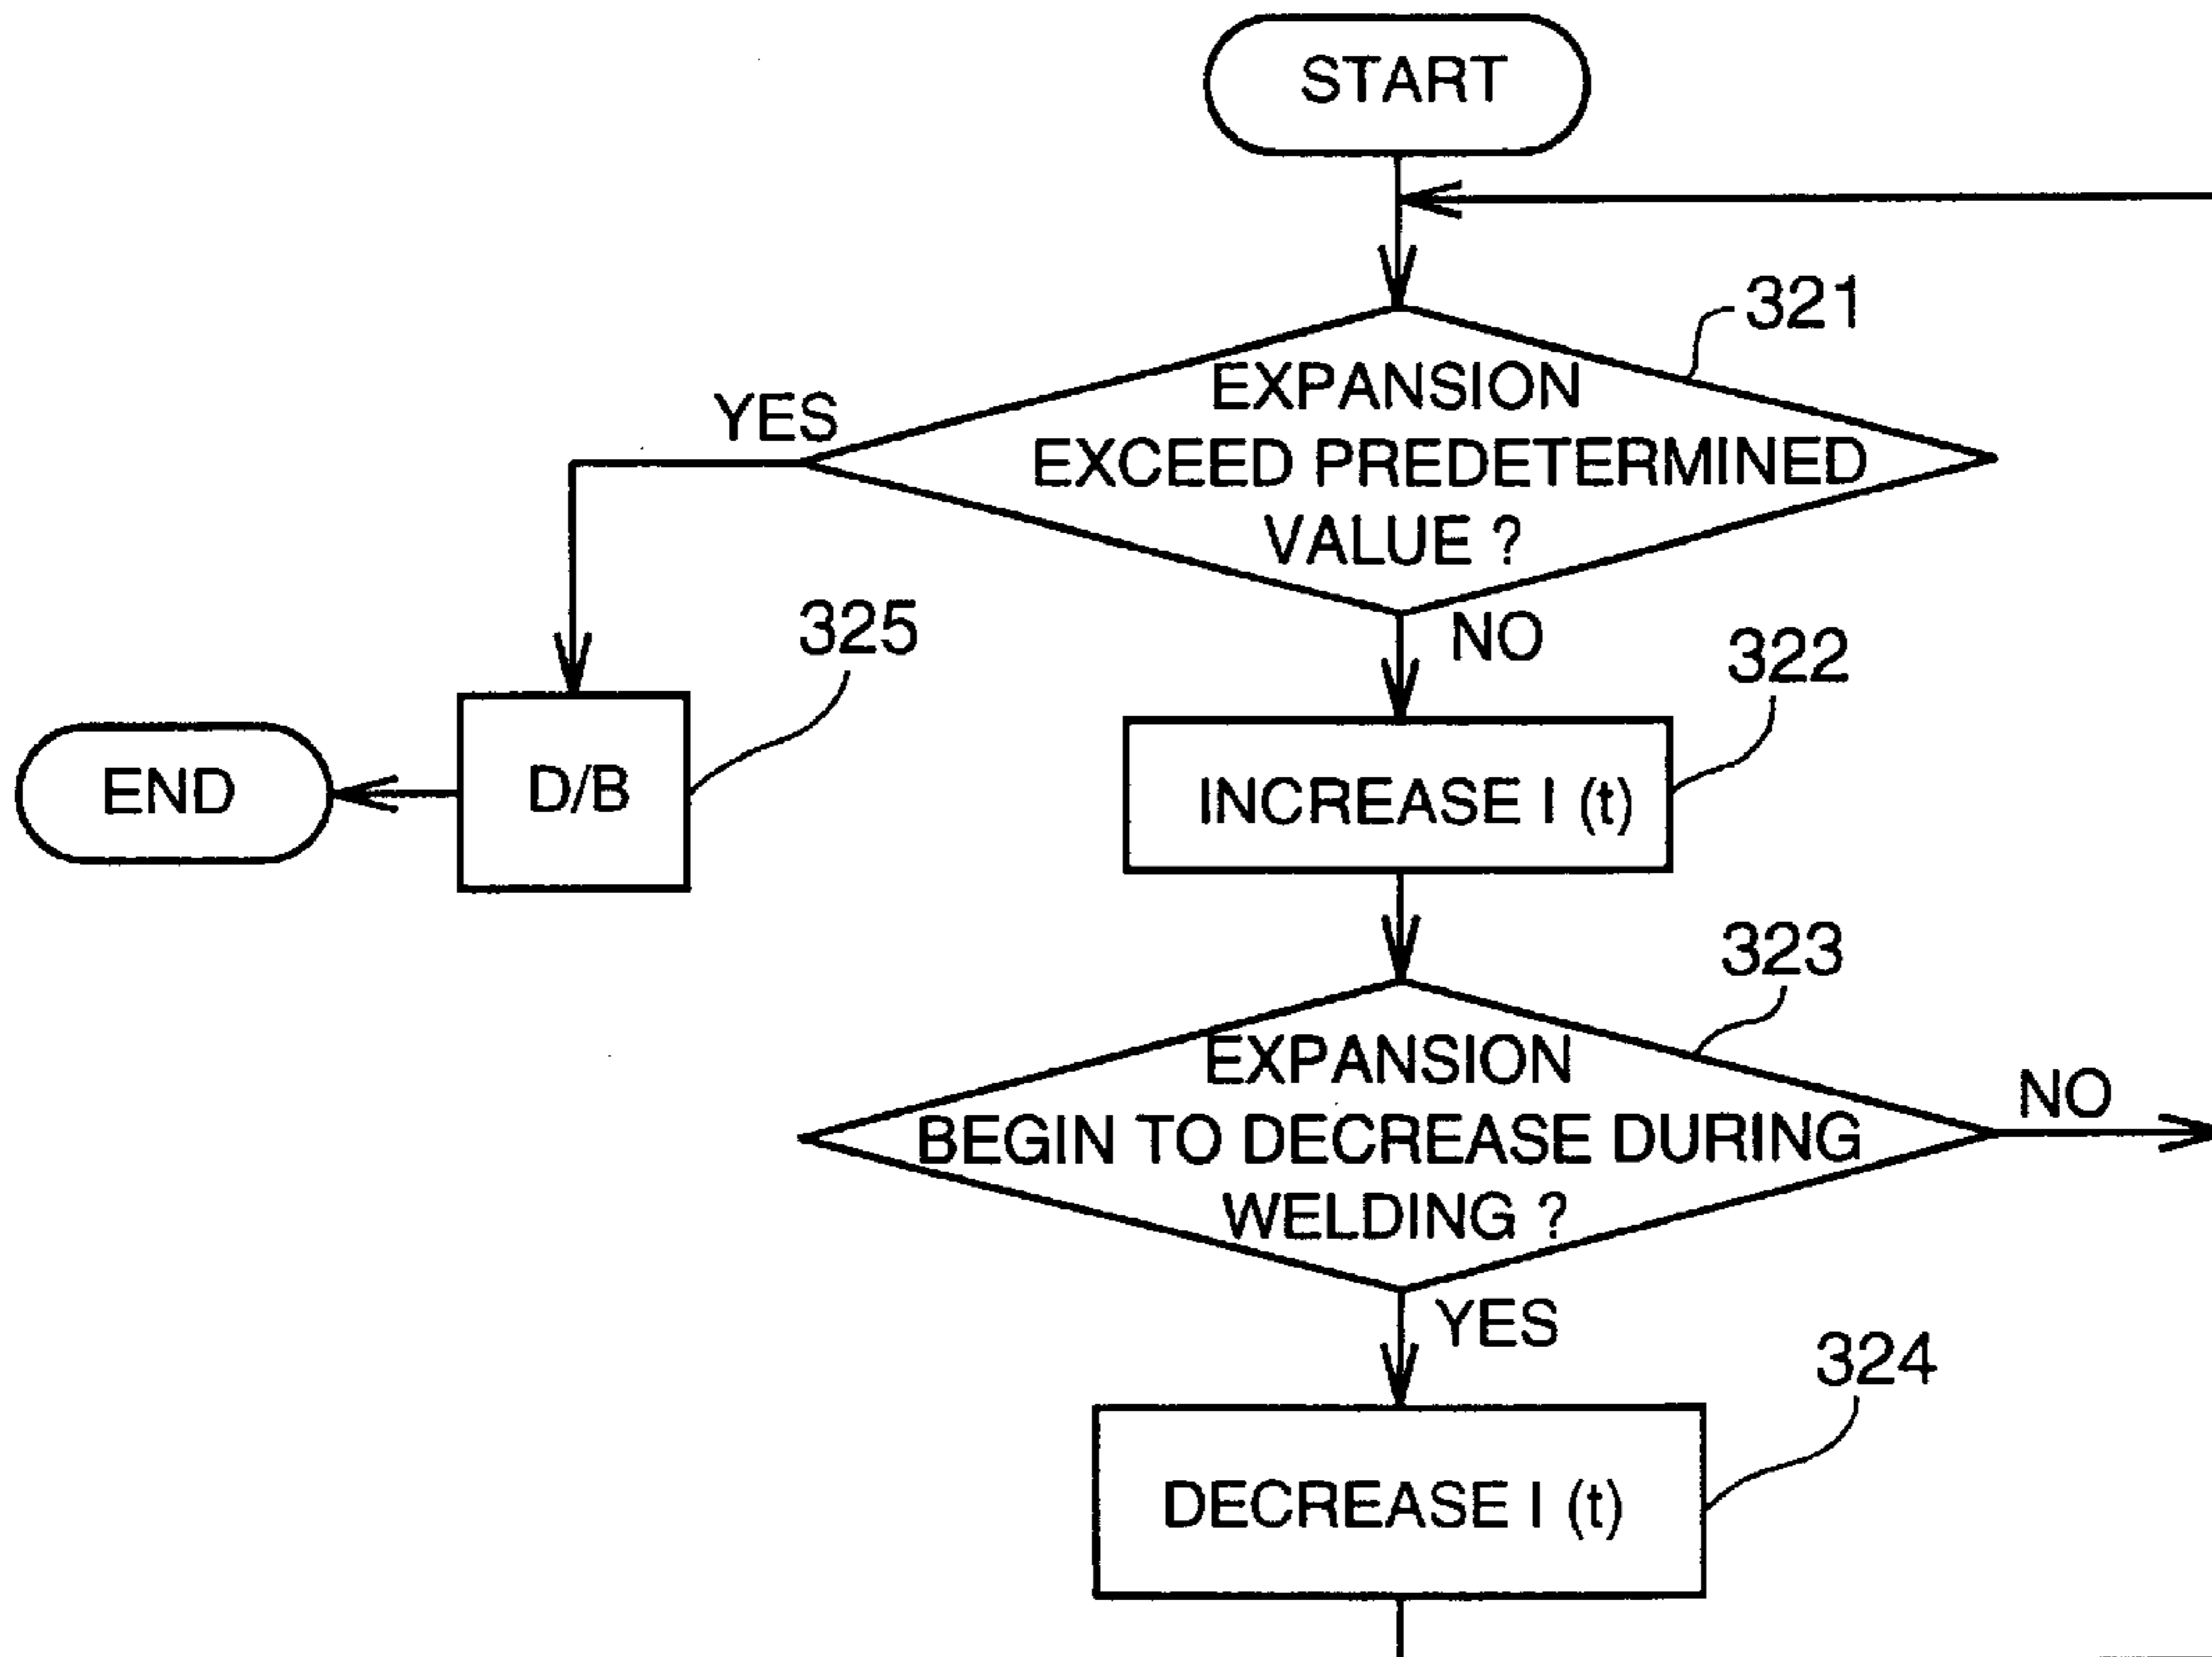 START
321
EXPANSION
EXCEED PREDETERMINED
VALUE ?
YES
NO
325
322
D/B
END
INCREASE I (t)
323
EXPANSION
BEGIN TO DECREASE DURING
WELDING ?
NO
YES
324
DECREASE I (t)